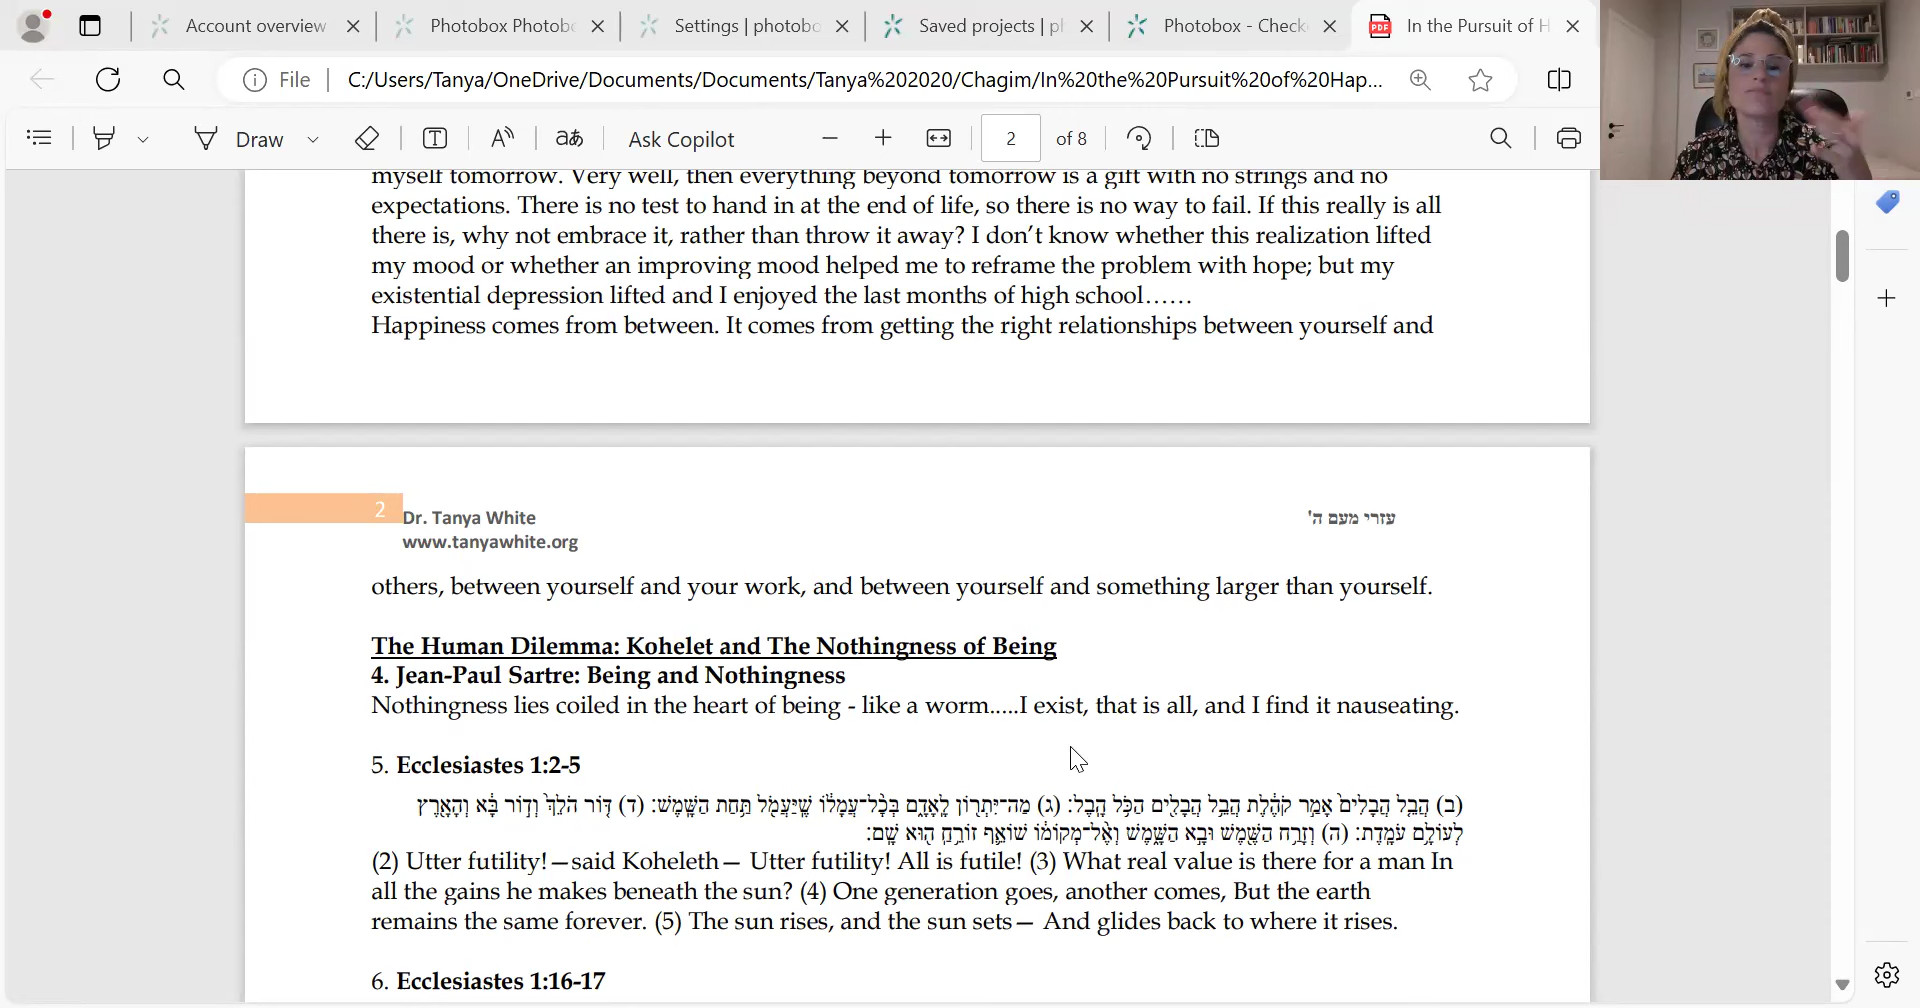 Account overview
Photobox Photobo
Settings | photobo
Saved projects | ph
Photobox - Check
In the Pursuit of H
File
C:/Users/Tanya/OneDrive/Documents/Documents/Tanya%202020/Chagim/In%20the%20Pursuit%20of%20Hap...
Draw
Ask Copilot
2 of 8
myself tomorrow. Very well, then everything beyond tomorrow is a gift with no strings and no
expectations. There is no test to hand in at the end of life, so there is no way to fail. If this really is all
there is, why not embrace it, rather than throw it away? I don’t know whether this realization lifted
my mood or whether an improving mood helped me to reframe the problem with hope; but my
existential depression lifted and I enjoyed the last months of high school……
Happiness comes from between. It comes from getting the right relationships between yourself and
2
Dr. Tanya White
עזרי מעם ה'
www.tanyawhite.org
others, between yourself and your work, and between yourself and something larger than yourself.
The Human Dilemma: Kohelet and The Nothingness of Being
4. Jean-Paul Sartre: Being and Nothingness
Nothingness lies coiled in the heart of being - like a worm.....I exist, that is all, and I find it nauseating.
5. Ecclesiastes 1:2-5
(ב) הֲבֵ֤ל הֲבָלִים֙ אָמַ֣ר קֹהֶ֔לֶת הֲבֵ֥ל הֲבָלִ֖ים הַכֹּ֥ל הָֽבֶל׃ (ג) מַה־יִּתְר֖וֹן לָֽאָדָ֑ם בְּכׇ֨ל־עֲמָל֔וֹ שֶֽׁיַּעֲמֹ֖ל תַּ֥חַת הַשָּֽׁמֶשׁ׃ (ד) דּ֤וֹר הֹלֵךְ֙ וְד֣וֹר בָּ֔א וְהָאָ֖רֶץ
לְעוֹלָ֥ם עֹמָֽדֶת׃ (ה) וְזָרַ֥ח הַשֶּׁ֖מֶשׁ וּבָ֣א הַשָּׁ֑מֶשׁ וְאֶ֨ל־מְקוֹמ֔וֹ שׁוֹאֵ֛ף זוֹרֵ֥חַֽ ה֖וּא שָֽׁם׃
(2) Utter futility!—said Koheleth— Utter futility! All is futile! (3) What real value is there for a man In
all the gains he makes beneath the sun? (4) One generation goes, another comes, But the earth
remains the same forever. (5) The sun rises, and the sun sets— And glides back to where it rises.
6. Ecclesiastes 1:16-17